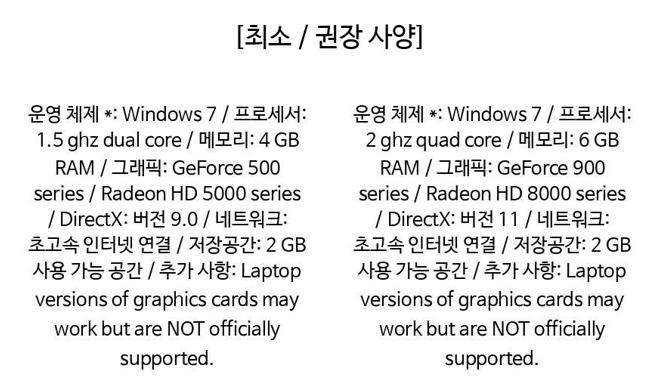 [최소 / 권장 사양]
운영 체제 *: Windows 7 / 프로세서:
1.5 ghz dual core / 메모리: 4 GB
RAM / 그래픽: GeForce 500
series / Radeon HD 5000 series
/ DirectX: 버전 9.0 / 네트워크:
초고속 인터넷 연결 / 저장공간: 2 GB
사용 가능 공간 / 추가 사항: Laptop
versions of graphics cards may
work but are NOT officially
supported.
운영 체제 *: Windows 7 / 프로세서:
2 ghz quad core / 메모리: 6 GB
RAM / 그래픽: GeForce 900
series / Radeon HD 8000 series
/ DirectX: 버전 11 / 네트워크:
초고속 인터넷 연결 / 저장공간: 2 GB
사용 가능 공간 / 추가 사항: Laptop
versions of graphics cards may
work but are NOT officially
supported.